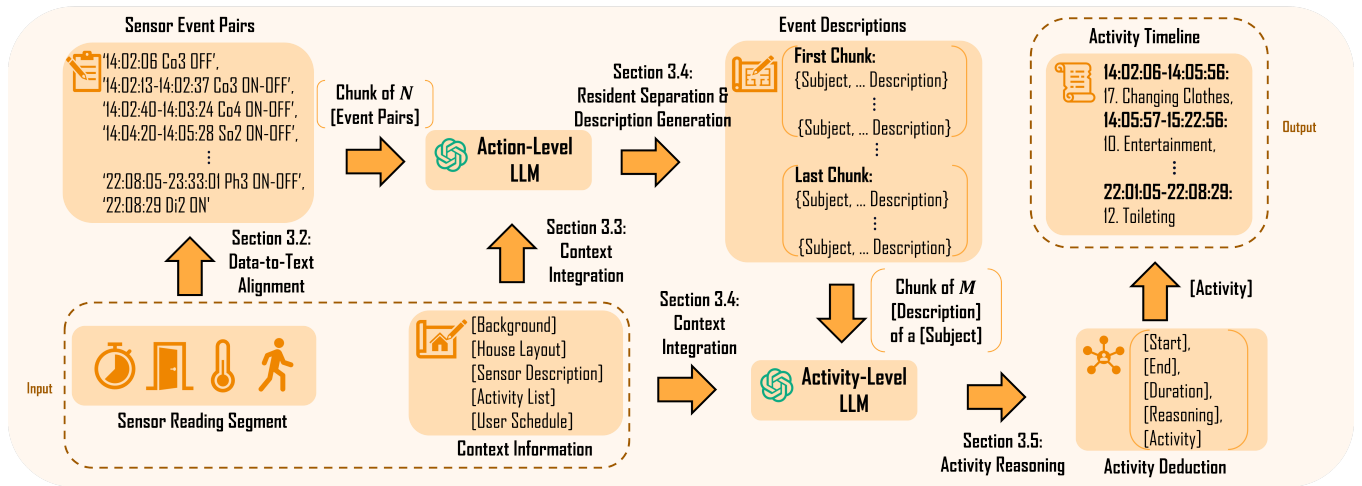 Sensor Event Pairs
'14:02:06 Co3 OFF',
'14:02:13-14:02:37 Co3 ON-OFF',
'14:02:40-14:03:24 Co4 ON-OFF',
'14:04:20-14:05:28 So2 ON-OFF',
⋮
'22:08:05-23:33:01 Ph3 ON-OFF',
'22:08:29 Di2 ON'
Chunk of N
[Event Pairs]
Action-Level
LLM
Section 3.4:
Resident Separation &
Description Generation
Event Descriptions
First Chunk:
{Subject, ... Description}
⋮
{Subject, ... Description}
⋮
Last Chunk:
{Subject, ... Description}
⋮
{Subject, ... Description}
Activity Timeline
14:02:06-14:05:56:
17. Changing Clothes,
14:05:57-15:22:56:
10. Entertainment,
⋮
22:01:05-22:08:29:
12. Toileting
Output
Section 3.2:
Data-to-Text
Alignment
Section 3.3:
Context
Integration
Section 3.4:
Context
Integration
Chunk of M
[Description]
of a [Subject]
[Activity]
Input
Sensor Reading Segment
[Background]
[House Layout]
[Sensor Description]
[Activity List]
[User Schedule]
Context Information
Activity-Level
LLM
Section 3.5:
Activity Reasoning
[Start],
[End],
[Duration],
[Reasoning],
[Activity]
Activity Deduction